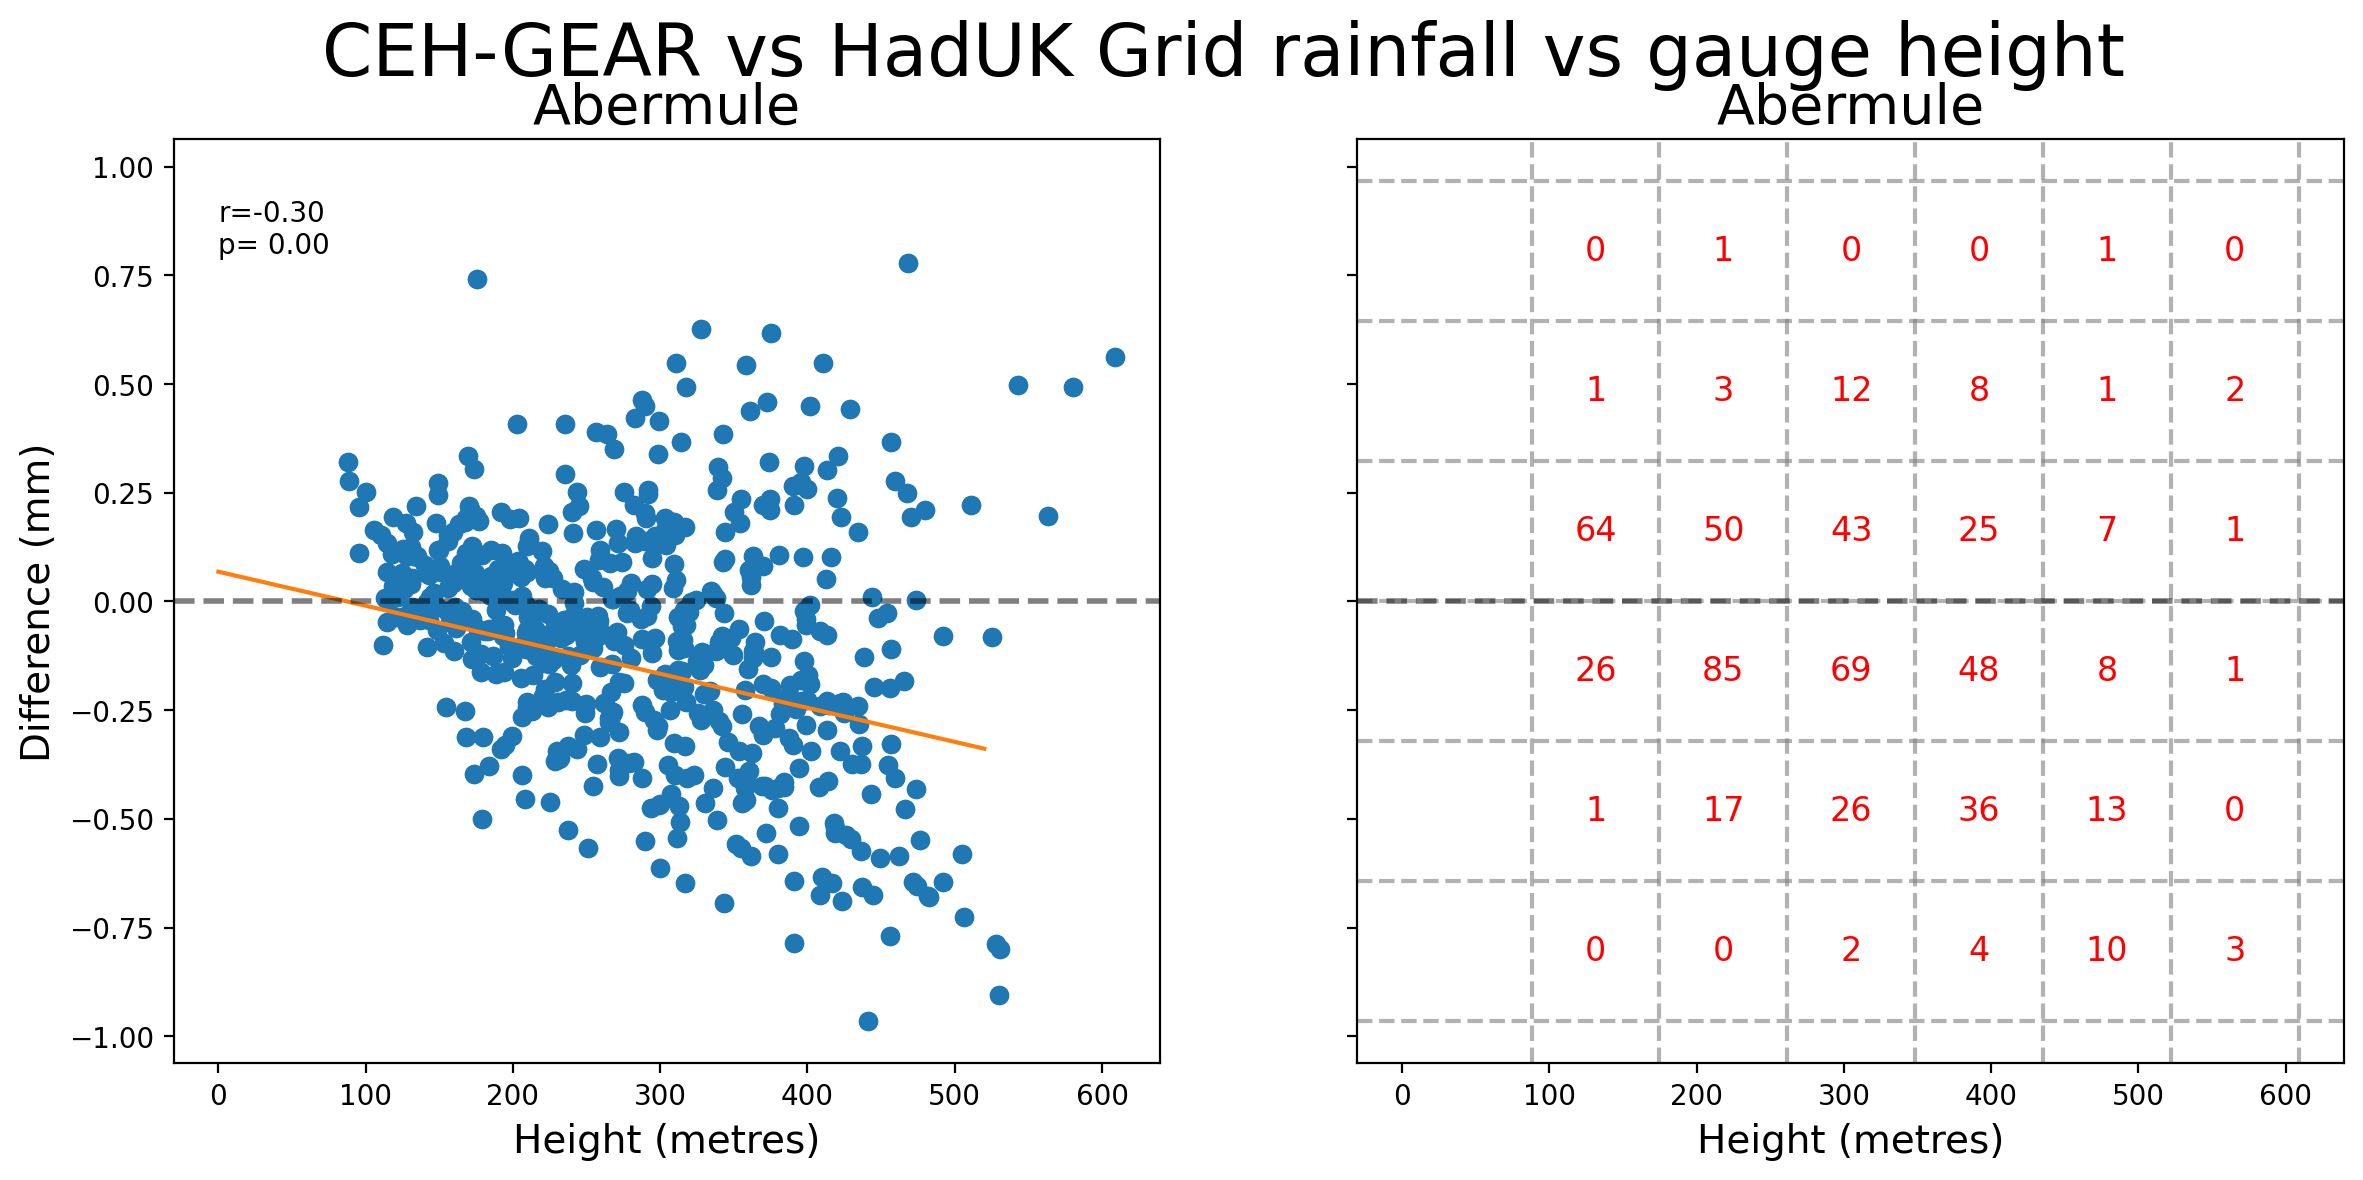 CEH-GEAR vs HadUK Grid rainfall vs gauge height
Abermule
r=-0.30
p= 0.00
Difference (mm)
1.00
0.75
0.50
0.25
0.00
−0.25
−0.50
−0.75
−1.00
0 100 200 300 400 500 600
Height (metres)
Abermule
0 1 0 0 1 0
1 3 12 8 1 2
64 50 43 25 7 1
26 85 69 48 8 1
1 17 26 36 13 0
0 0 2 4 10 3
0 100 200 300 400 500 600
Height (metres)